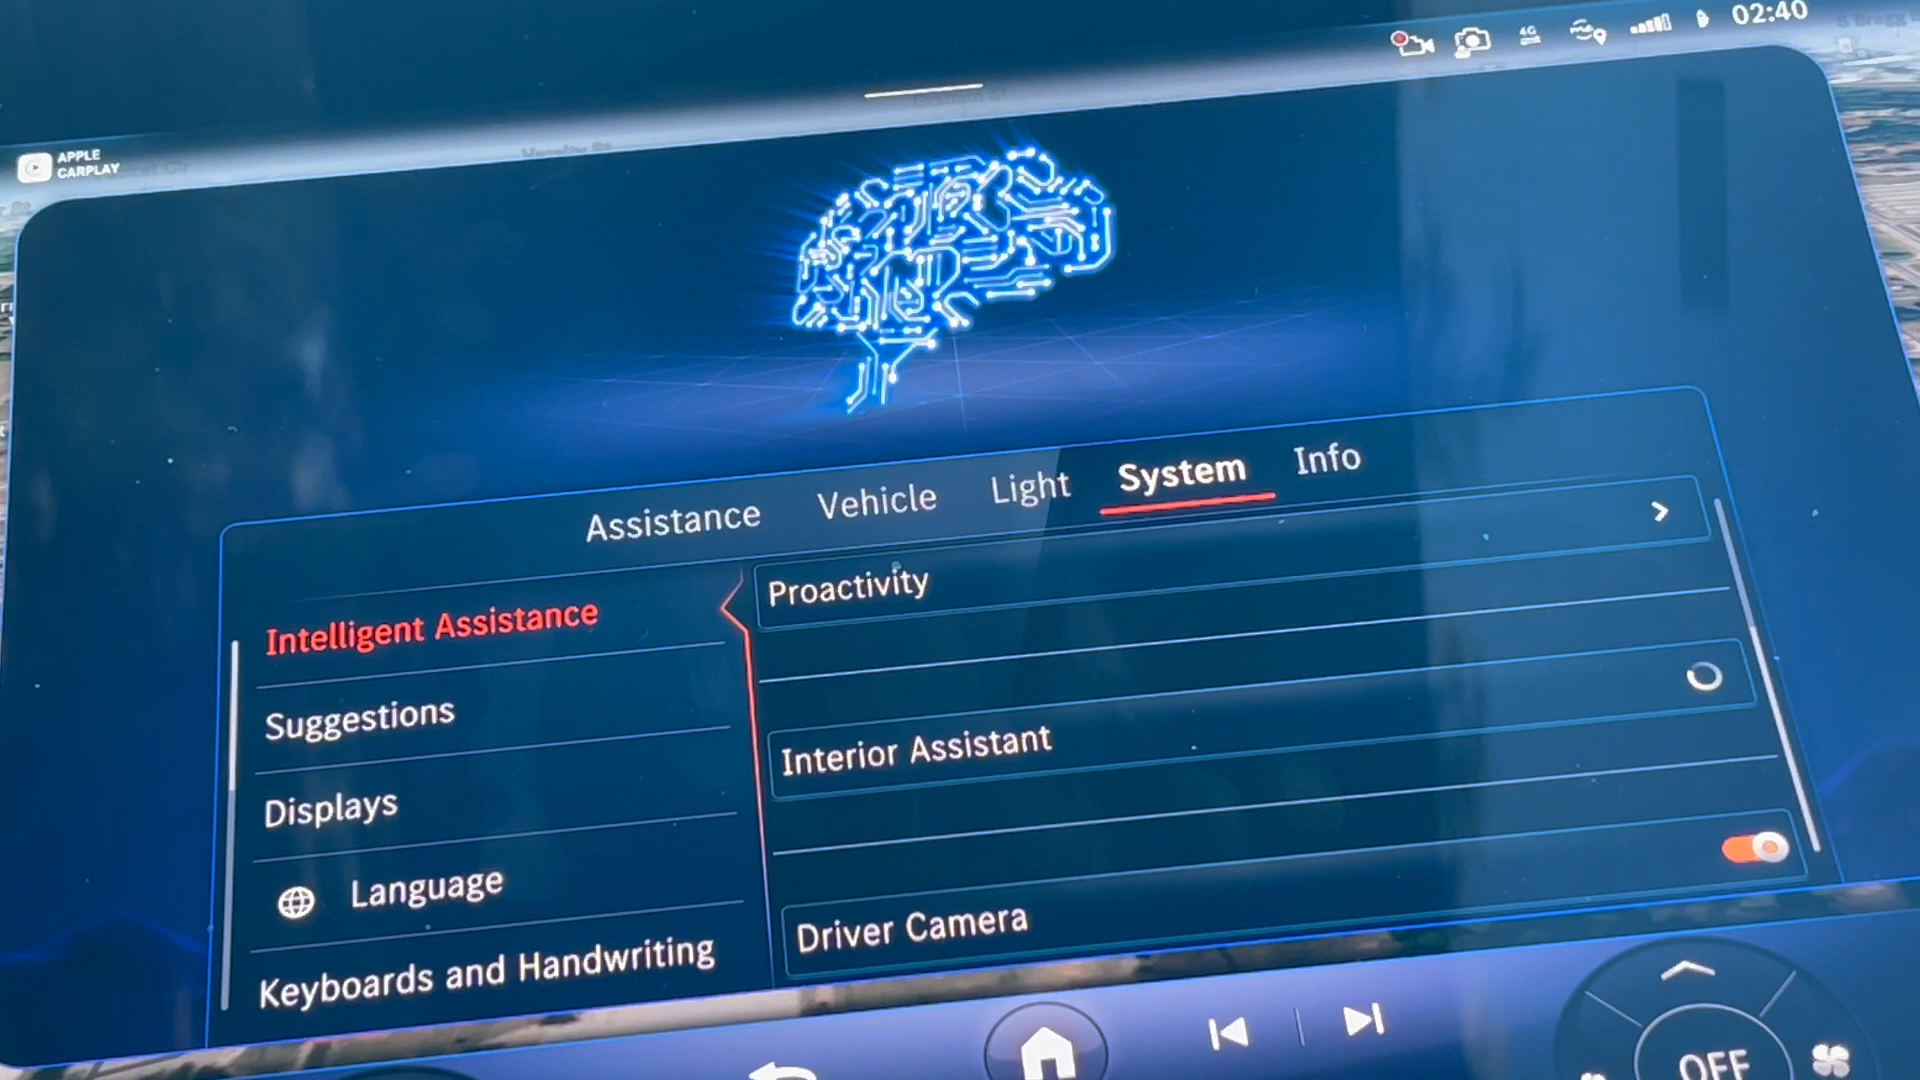 02:40
4G
APPLE
CARPLAY
Assistance
Vehicle
Light
System
Info
Intelligent Assistance
Suggestions
Displays
Language
Keyboards and Handwriting
Proactivity
Interior Assistant
Driver Camera
OFF